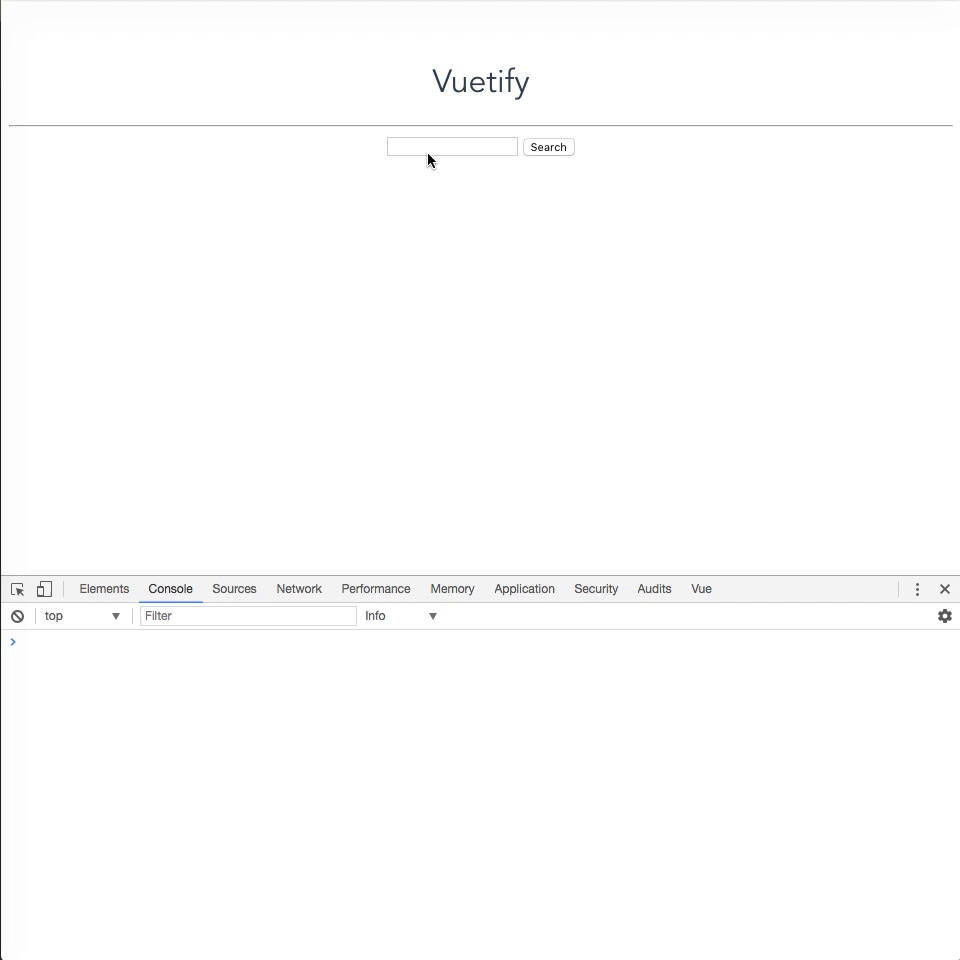 Vuetify
Search
Elements Console Sources Network Performance Memory Application Security Audits Vue
top Filter Info